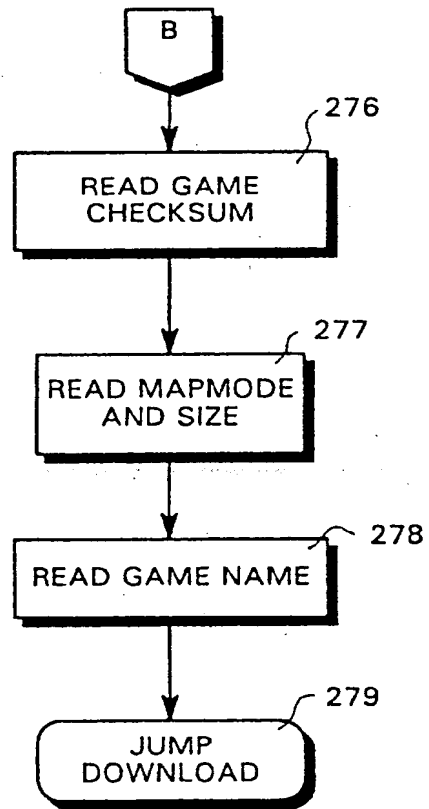 B
276
READ GAME
CHECKSUM
277
READ MAPMODE
AND SIZE
278
READ GAME NAME
279
JUMP
DOWNLOAD